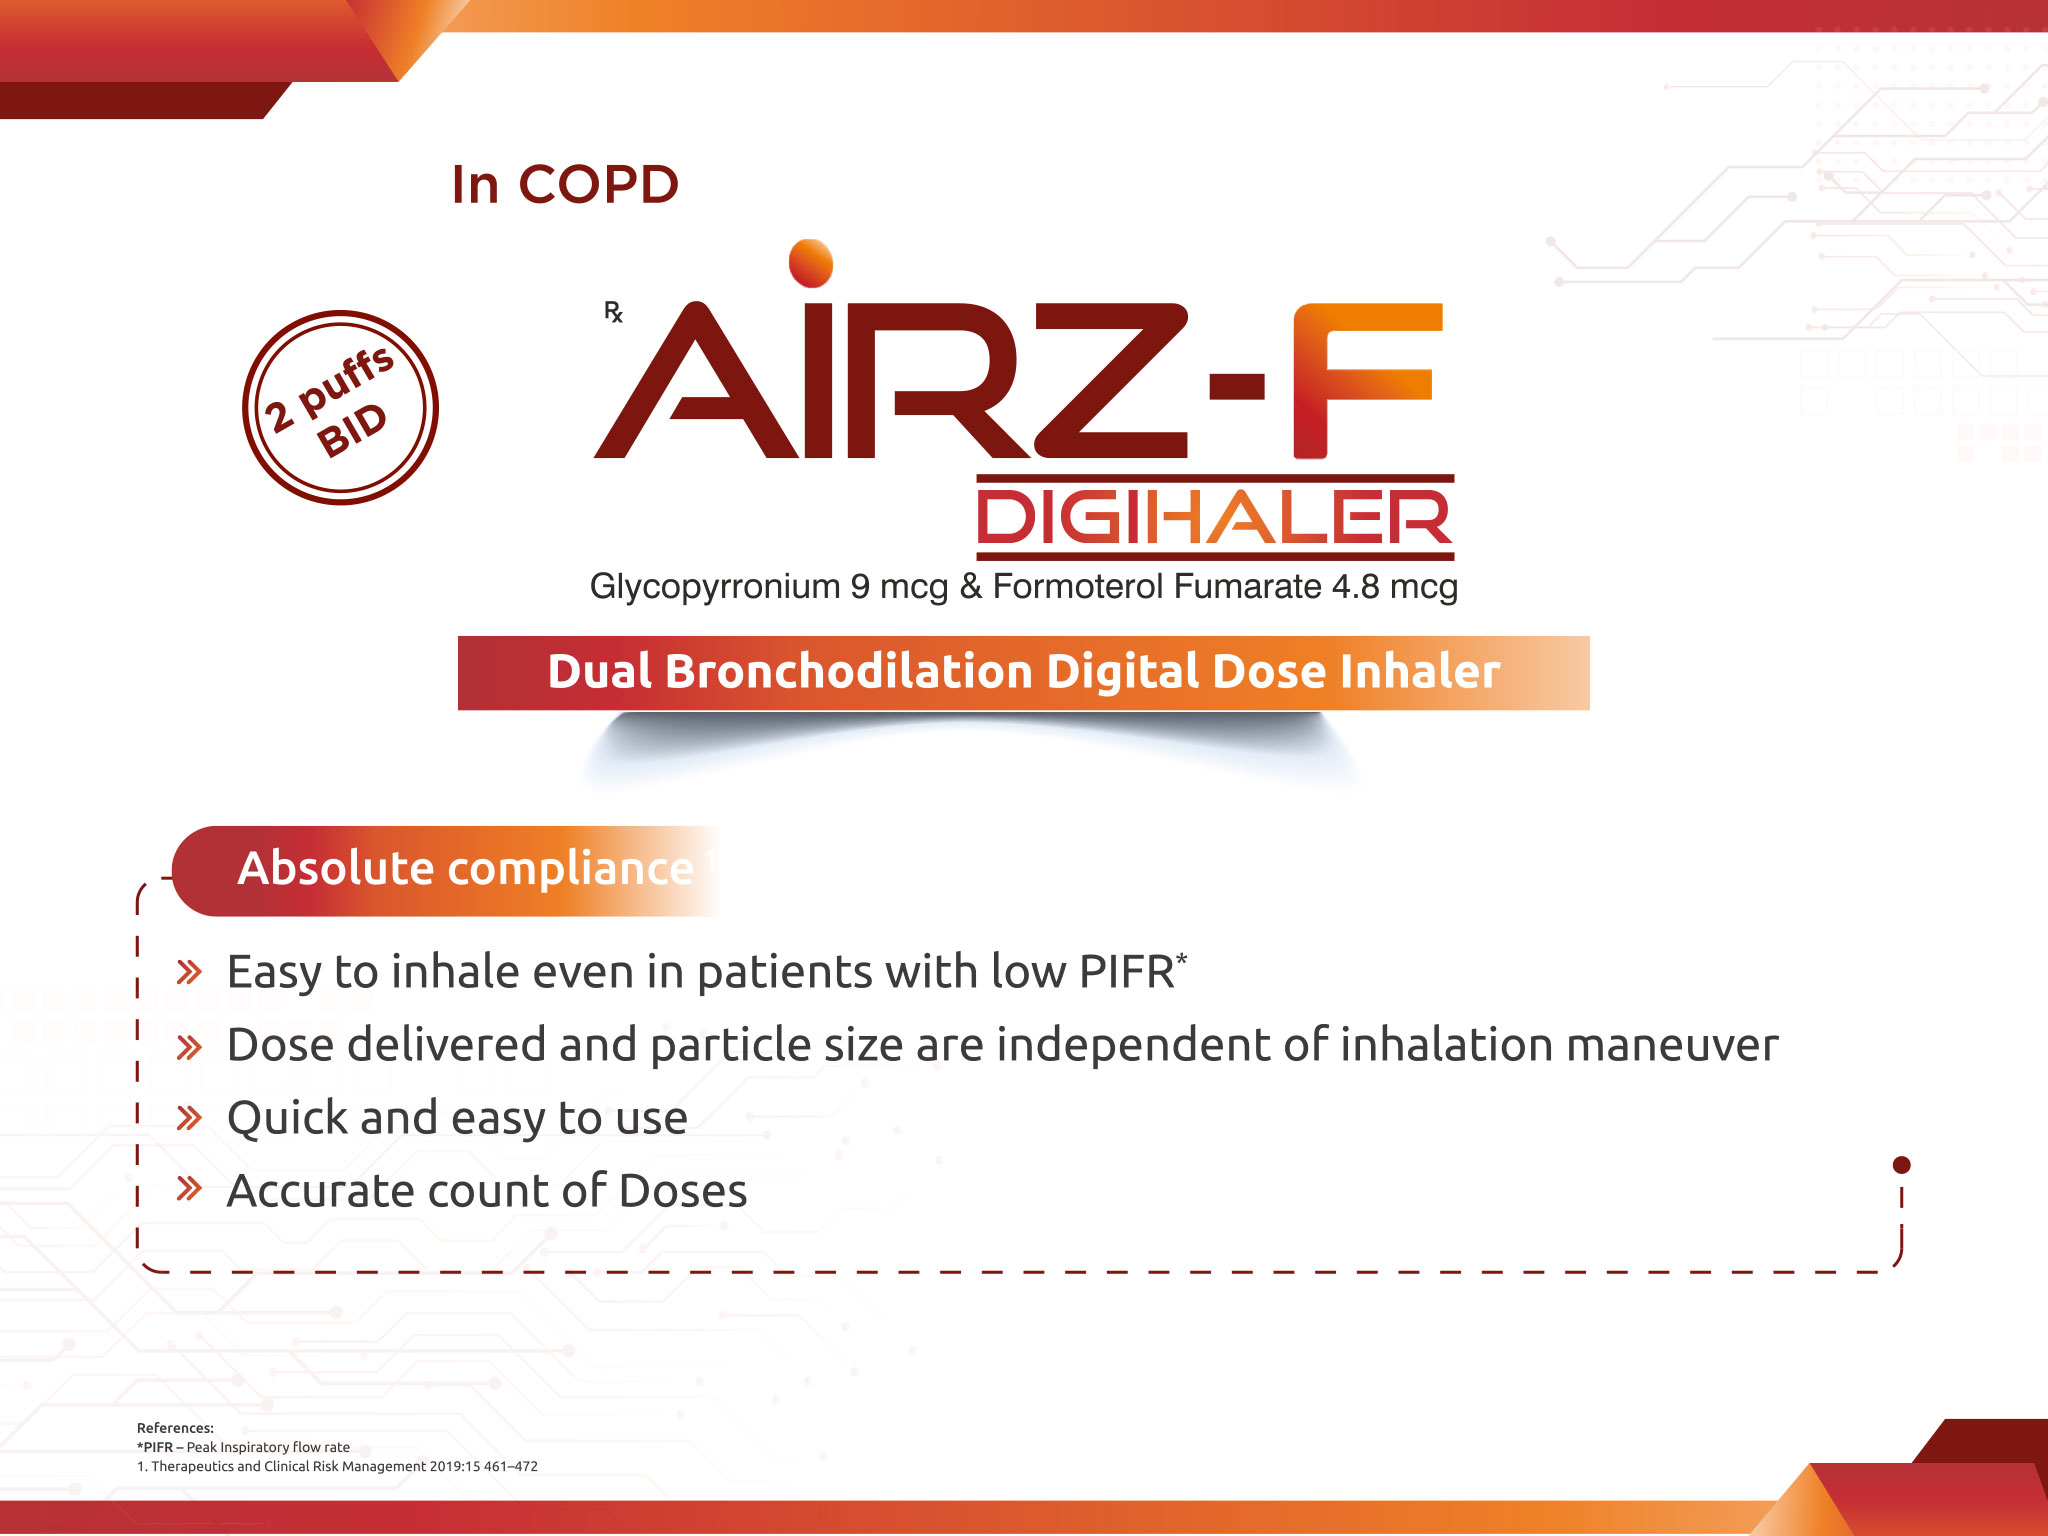 In COPD
2 puffs
BID
Rx
AiRZ-F
DIGIHALER
Glycopyrronium 9 mcg & Formoterol Fumarate 4.8 mcg
Dual Bronchodilation Digital Dose Inhaler
Absolute compliance 1
» Easy to inhale even in patients with low PIFR*
» Dose delivered and particle size are independent of inhalation maneuver
» Quick and easy to use
» Accurate count of Doses
References:
*PIFR – Peak Inspiratory flow rate
1. Therapeutics and Clinical Risk Management 2019:15 461–472